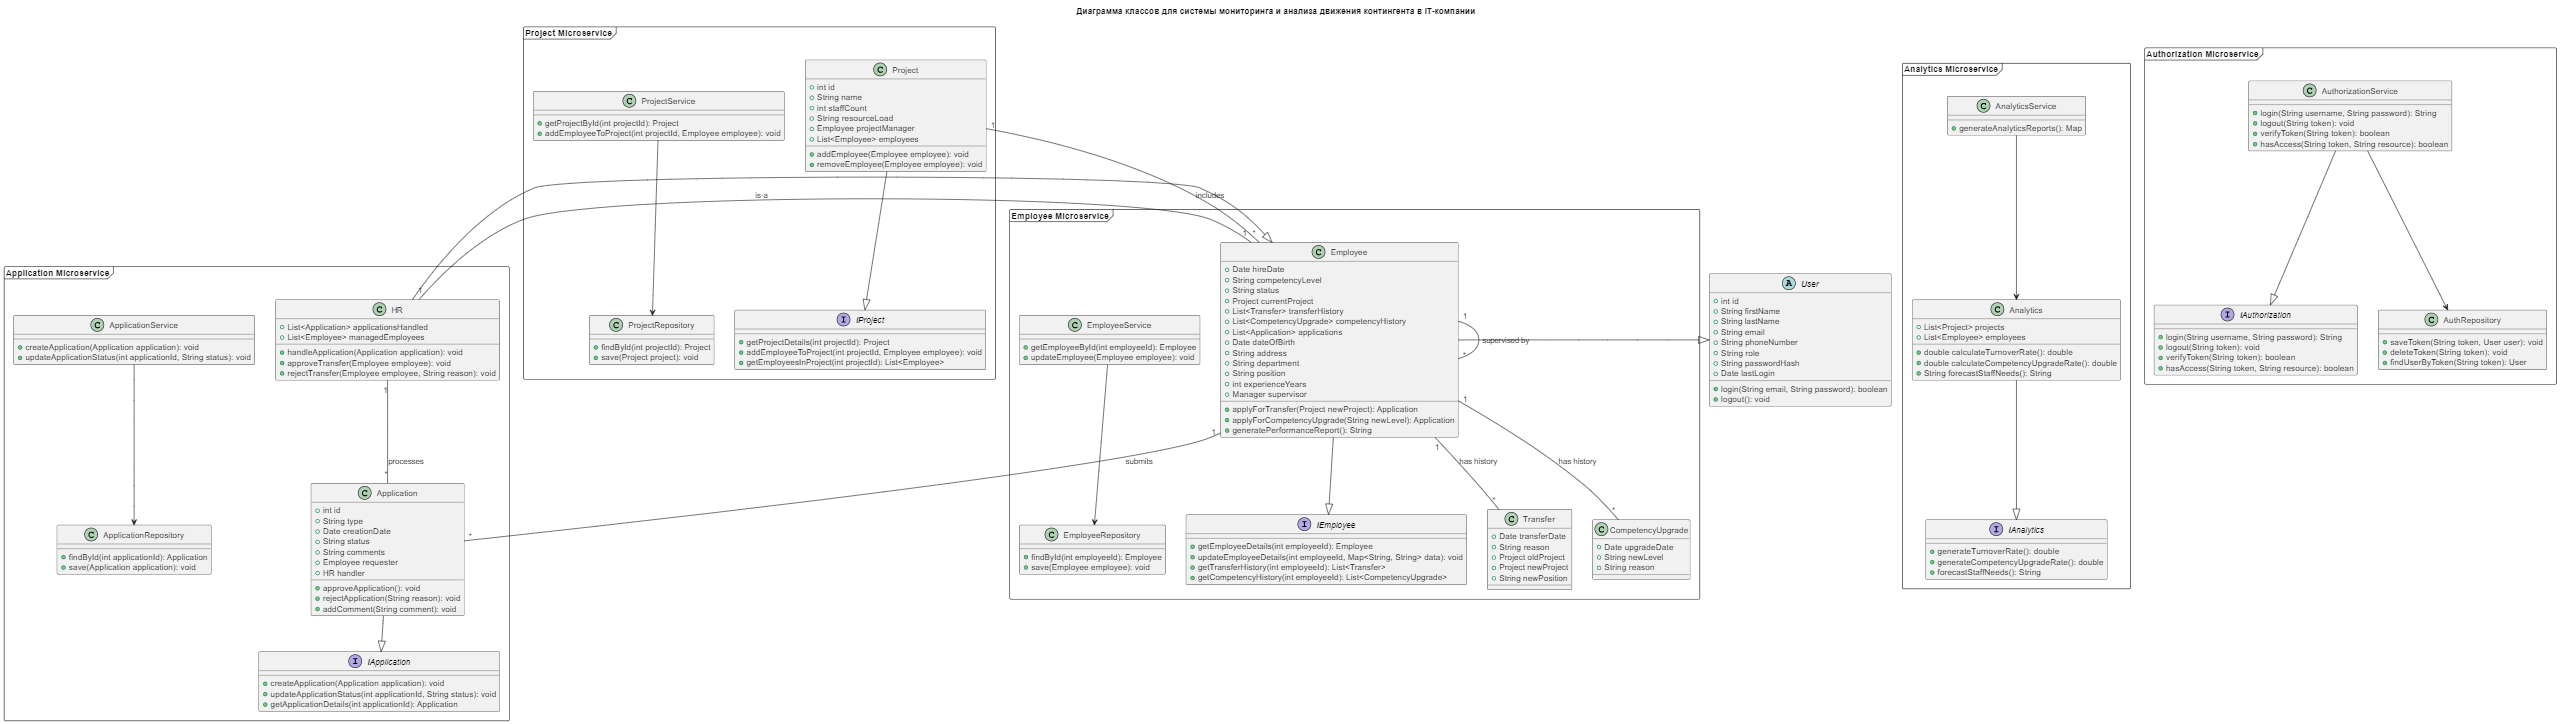 Диаграмма классов для системы мониторинга и анализа движения контингента в IT-компании
Application Microservice
C ApplicationService
createApplication(Application application): void
updateApplicationStatus(int applicationId, String status): void
C HR
List<Application> applicationsHandled
List<Employee> managedEmployees
handleApplication(Application application): void
approveTransfer(Employee employee): void
rejectTransfer(Employee employee, String reason): void
1
1
processes
*
C Application
int id
String type
Date creationDate
String status
String comments
Employee requester
HR handler
approveApplication(): void
rejectApplication(String reason): void
addComment(String comment): void
*
C ApplicationRepository
findById(int applicationId): Application
save(Application application): void
I IApplication
createApplication(Application application): void
updateApplicationStatus(int applicationId, String status): void
getApplicationDetails(int applicationId): Application
Project Microservice
C ProjectService
getProjectById(int projectId): Project
addEmployeeToProject(int projectId, Employee employee): void
C Project
int id
String name
int staffCount
String resourceLoad
Employee projectManager
List<Employee> employees
addEmployee(Employee employee): void
removeEmployee(Employee employee): void
1
is-a
includes
C ProjectRepository
findById(int projectId): Project
save(Project project): void
I IProject
getProjectDetails(int projectId): Project
addEmployeeToProject(int projectId, Employee employee): void
getEmployeesInProject(int projectId): List<Employee>
Employee Microservice
1
*
C EmployeeService
getEmployeeById(int employeeId): Employee
updateEmployee(Employee employee): void
C Employee
Date hireDate
String competencyLevel
String status
Project currentProject
List<Transfer> transferHistory
List<CompetencyUpgrade> competencyHistory
List<Application> applications
Date dateOfBirth
String address
String department
String position
int experienceYears
Manager supervisor
applyForTransfer(Project newProject): Application
applyForCompetencyUpgrade(String newLevel): Application
generatePerformanceReport(): String
1
supervised by
*
1
1
1
submits
has history
has history
*
*
C EmployeeRepository
findById(int employeeId): Employee
save(Employee employee): void
I IEmployee
getEmployeeDetails(int employeeId): Employee
updateEmployeeDetails(int employeeId, Map<String, String> data): void
getTransferHistory(int employeeId): List<Transfer>
getCompetencyHistory(int employeeId): List<CompetencyUpgrade>
C Transfer
Date transferDate
String reason
Project oldProject
Project newProject
String newPosition
C CompetencyUpgrade
Date upgradeDate
String newLevel
String reason
A User
int id
String firstName
String lastName
String email
String phoneNumber
String role
String passwordHash
Date lastLogin
login(String email, String password): boolean
logout(): void
Analytics Microservice
C AnalyticsService
generateAnalyticsReports(): Map
C Analytics
List<Project> projects
List<Employee> employees
double calculateTurnoverRate(): double
double calculateCompetencyUpgradeRate(): double
String forecastStaffNeeds(): String
I IAnalytics
generateTurnoverRate(): double
generateCompetencyUpgradeRate(): double
forecastStaffNeeds(): String
Authorization Microservice
C AuthorizationService
login(String username, String password): String
logout(String token): void
verifyToken(String token): boolean
hasAccess(String token, String resource): boolean
I IAuthorization
login(String username, String password): String
logout(String token): void
verifyToken(String token): boolean
hasAccess(String token, String resource): boolean
C AuthRepository
saveToken(String token, User user): void
deleteToken(String token): void
findUserByToken(String token): User